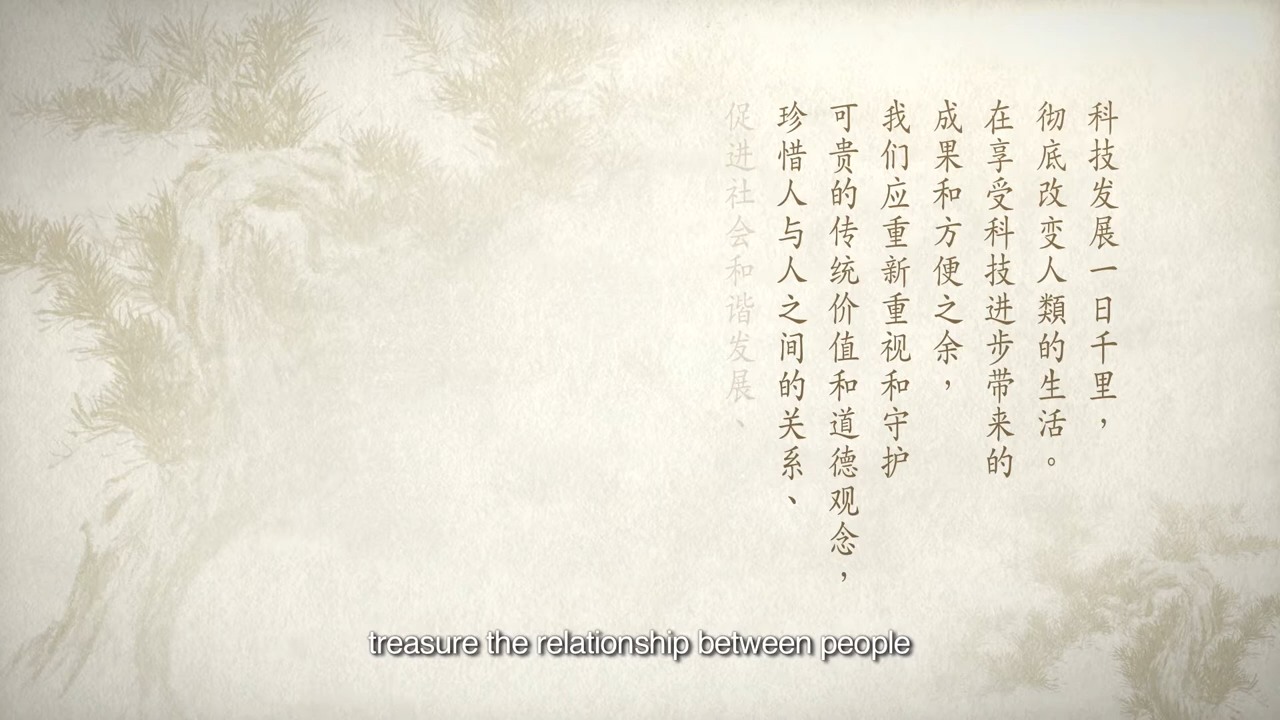 科技发展一日千里，
彻底改变人類的生活。
在享受科技进步带来的
成果和方便之余，
我们应重新重视和守护
可贵的传统价值和道德观念，
珍惜人与人之间的关系、
促进社会和谐发展、
treasure the relationship between people